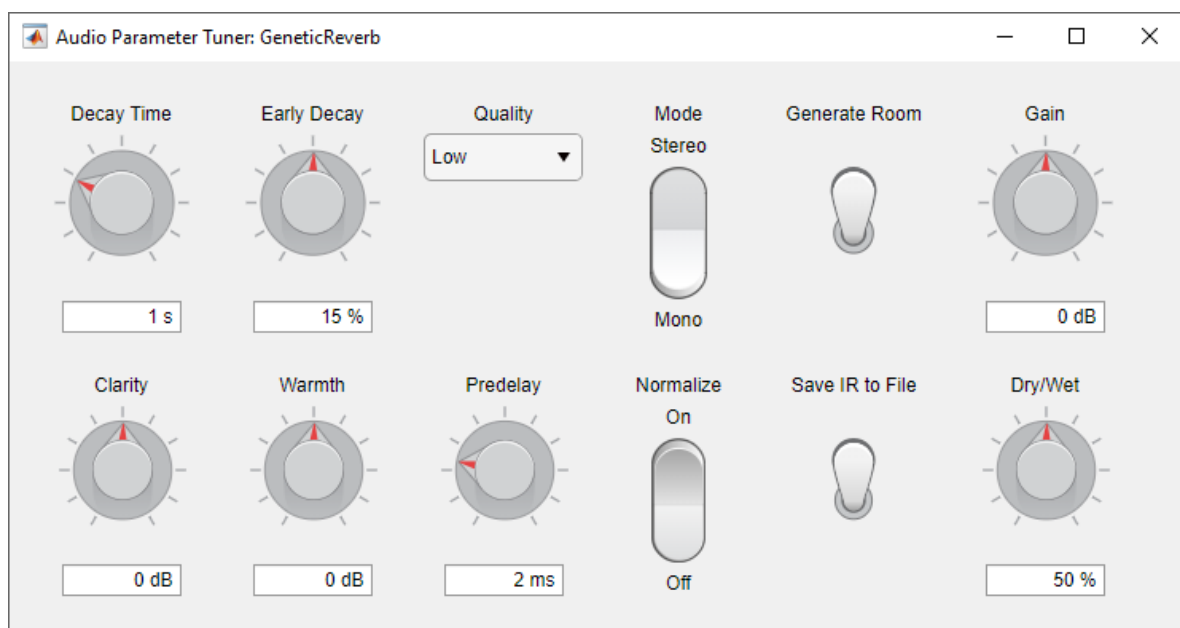 Audio Parameter Tuner: GeneticReverb
Decay Time
Early Decay
Quality
Mode
Generate Room
Gain
Low
Stereo
Mono
1 s
15 %
0 dB
Clarity
Warmth
Predelay
Normalize
Save IR to File
Dry/Wet
On
Off
0 dB
0 dB
2 ms
50 %